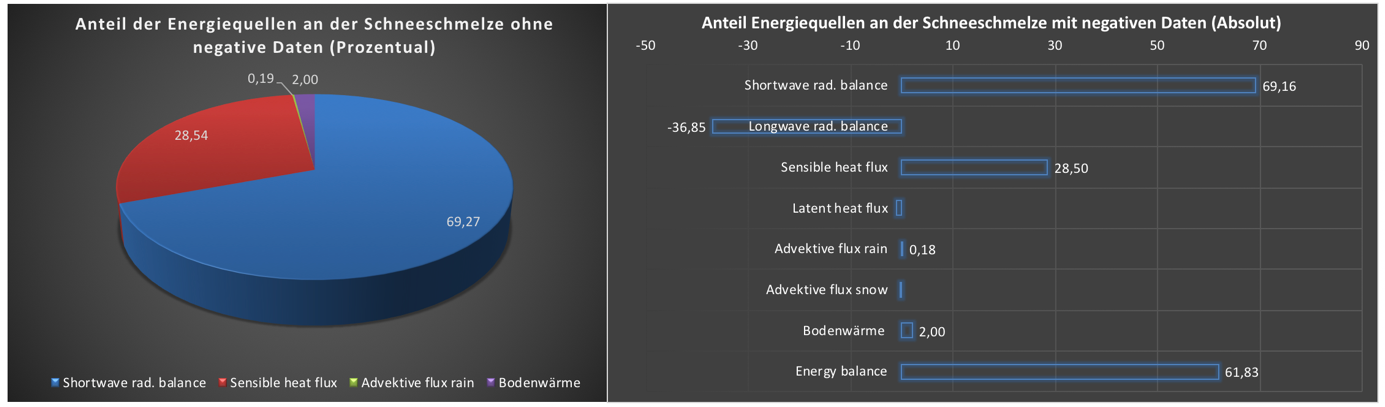 Anteil der Energiequellen an der Schneeschmelze ohne
negative Daten (Prozentual)
0,19
2,00
28,54
69,27
Shortwave rad. balance
Sensible heat flux
Advektive flux rain
Bodenwärme
Anteil Energiequellen an der Schneeschmelze mit negativen Daten (Absolut)
-50 -30 -10 10 30 50 70 90
Shortwave rad. balance 69,16
-36,85 Longwave rad. balance
Sensible heat flux 28,50
Latent heat flux
Advektive flux rain 0,18
Advektive flux snow
Bodenwärme 2,00
Energy balance 61,83